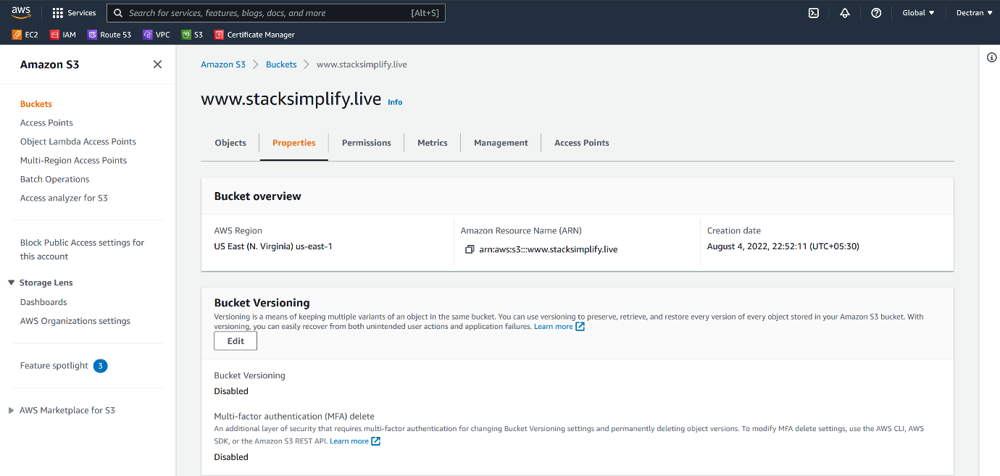 aws
Services
Search for services, features, blogs, docs, and more [Alt+S]
Global
Dectran
EC2
IAM
Route 53
VPC
S3
Certificate Manager
Amazon S3
Buckets
Access Points
Object Lambda Access Points
Multi-Region Access Points
Batch Operations
Access analyzer for S3
Block Public Access settings for
this account
Storage Lens
Dashboards
AWS Organizations settings
Feature spotlight 3
AWS Marketplace for S3
Amazon S3 > Buckets > www.stacksimplify.live
www.stacksimplify.live Info
Objects
Properties
Permissions
Metrics
Management
Access Points
Bucket overview
AWS Region
US East (N. Virginia) us-east-1
Amazon Resource Name (ARN)
arn:aws:s3:::www.stacksimplify.live
Creation date
August 4, 2022, 22:52:11 (UTC+05:30)
Bucket Versioning
Versioning is a means of keeping multiple variants of an object in the same bucket. You can use versioning to preserve, retrieve, and restore every version of every object stored in your Amazon S3 bucket. With
versioning, you can easily recover from both unintended user actions and application failures. Learn more
Edit
Bucket Versioning
Disabled
Multi-factor authentication (MFA) delete
An additional layer of security that requires multi-factor authentication for changing Bucket Versioning settings and permanently deleting object versions. To modify MFA delete settings, use the AWS CLI, AWS
SDK, or the Amazon S3 REST API. Learn more
Disabled